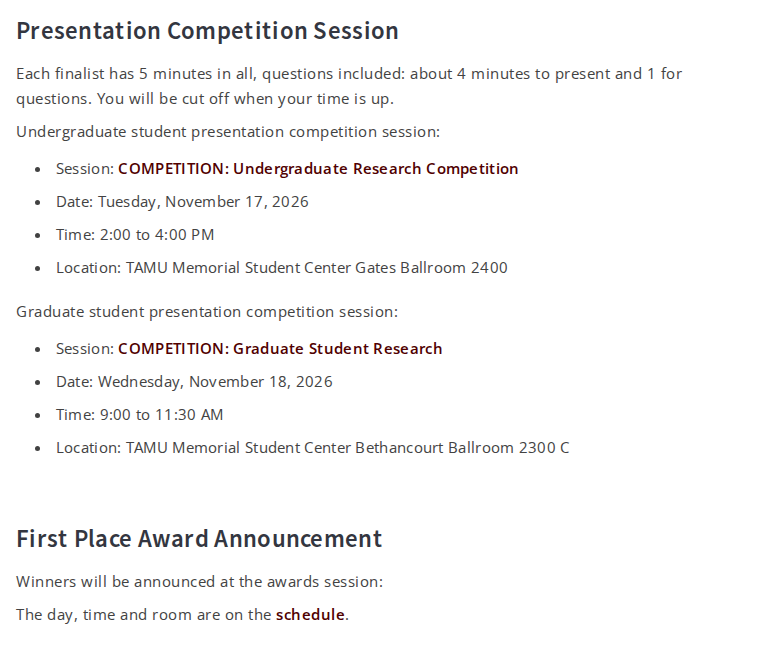 Presentation Competition Session
Each finalist has 5 minutes in all, questions included: about 4 minutes to present and 1 for
questions. You will be cut off when your time is up.
Undergraduate student presentation competition session:
• Session: COMPETITION: Undergraduate Research Competition
• Date: Tuesday, November 17, 2026
• Time: 2:00 to 4:00 PM
• Location: TAMU Memorial Student Center Gates Ballroom 2400
Graduate student presentation competition session:
• Session: COMPETITION: Graduate Student Research
• Date: Wednesday, November 18, 2026
• Time: 9:00 to 11:30 AM
• Location: TAMU Memorial Student Center Bethancourt Ballroom 2300 C
First Place Award Announcement
Winners will be announced at the awards session:
The day, time and room are on the schedule.